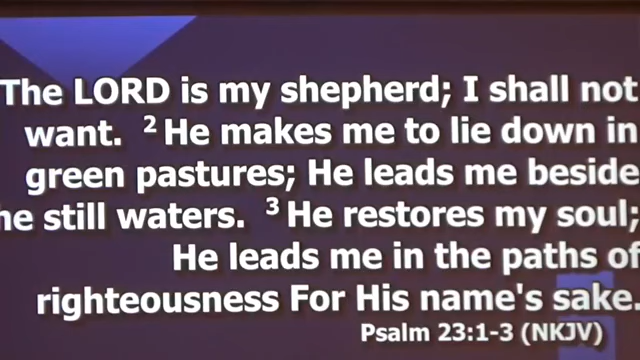 The LORD is my shepherd; I shall not
want. 2 He makes me to lie down in
green pastures; He leads me beside
he still waters. 3 He restores my soul;
He leads me in the paths of
righteousness For His name's sake.
Psalm 23:1-3 (NKJV)